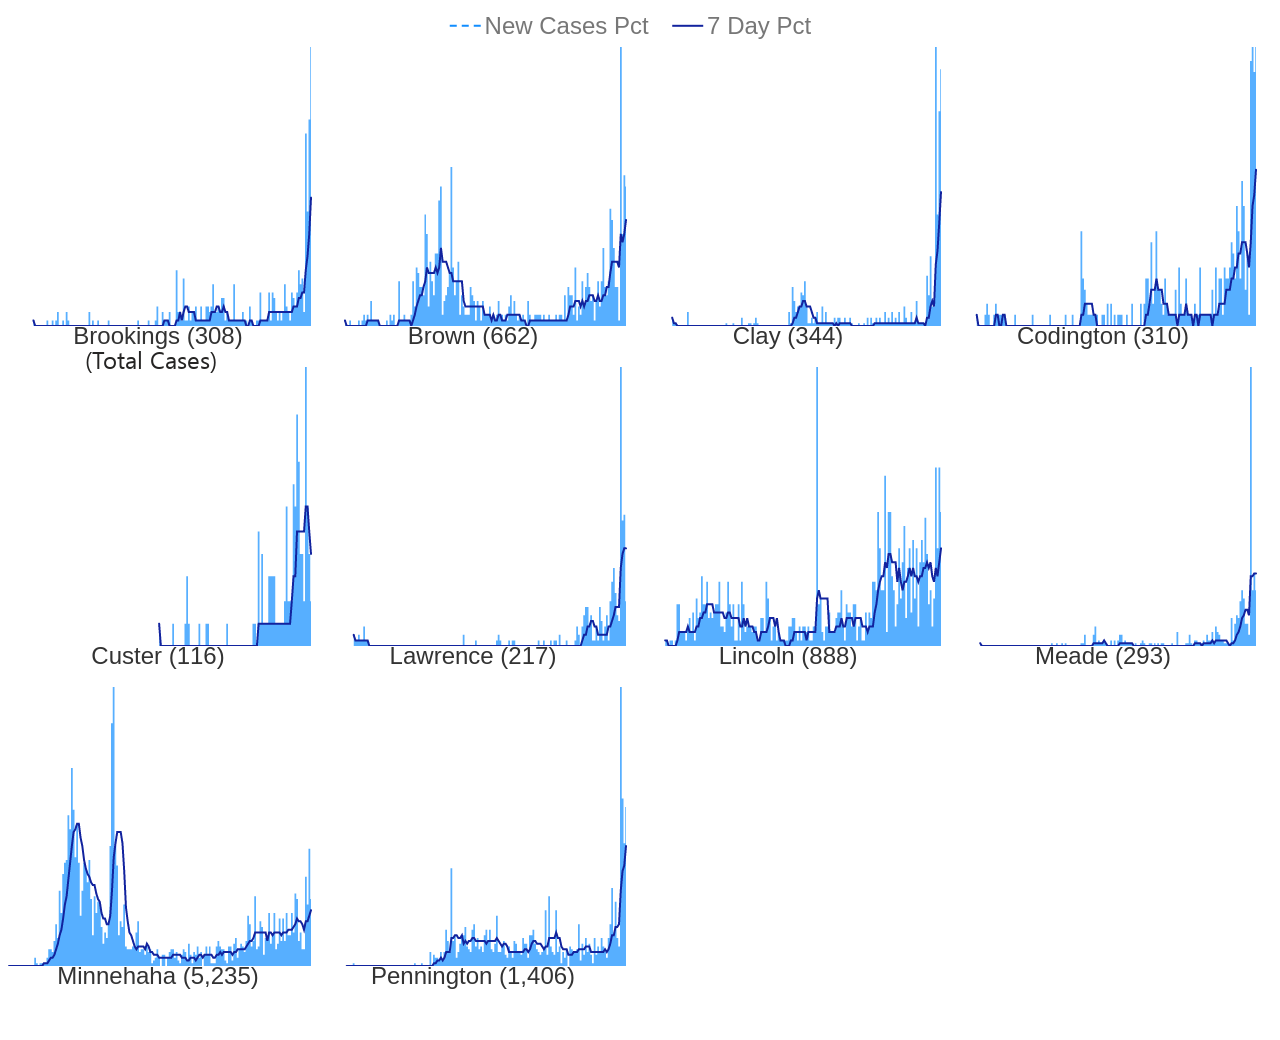 New Cases Pct 7 Day Pct
Brookings (308) Brown (662) Clay (344) Codington (310)
(Total Cases)
Custer (116) Lawrence (217) Lincoln (888) Meade (293)
Minnehaha (5,235) Pennington (1,406)